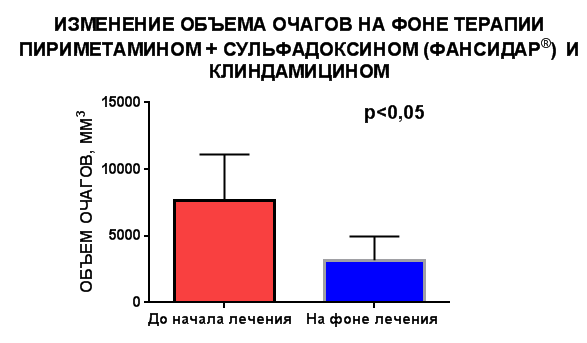 ИЗМЕНЕНИЕ ОБЪЕМА ОЧАГОВ НА ФОНЕ ТЕРАПИИ
ПИРИМЕТАМИНОМ + СУЛЬФАДОКСИНОМ (ФАНСИДАР®) И
КЛИНДАМИЦИНОМ
p<0,05
ОБЪЕМ ОЧАГОВ, ММ³
15000
10000
5000
0
До начала лечения
На фоне лечения